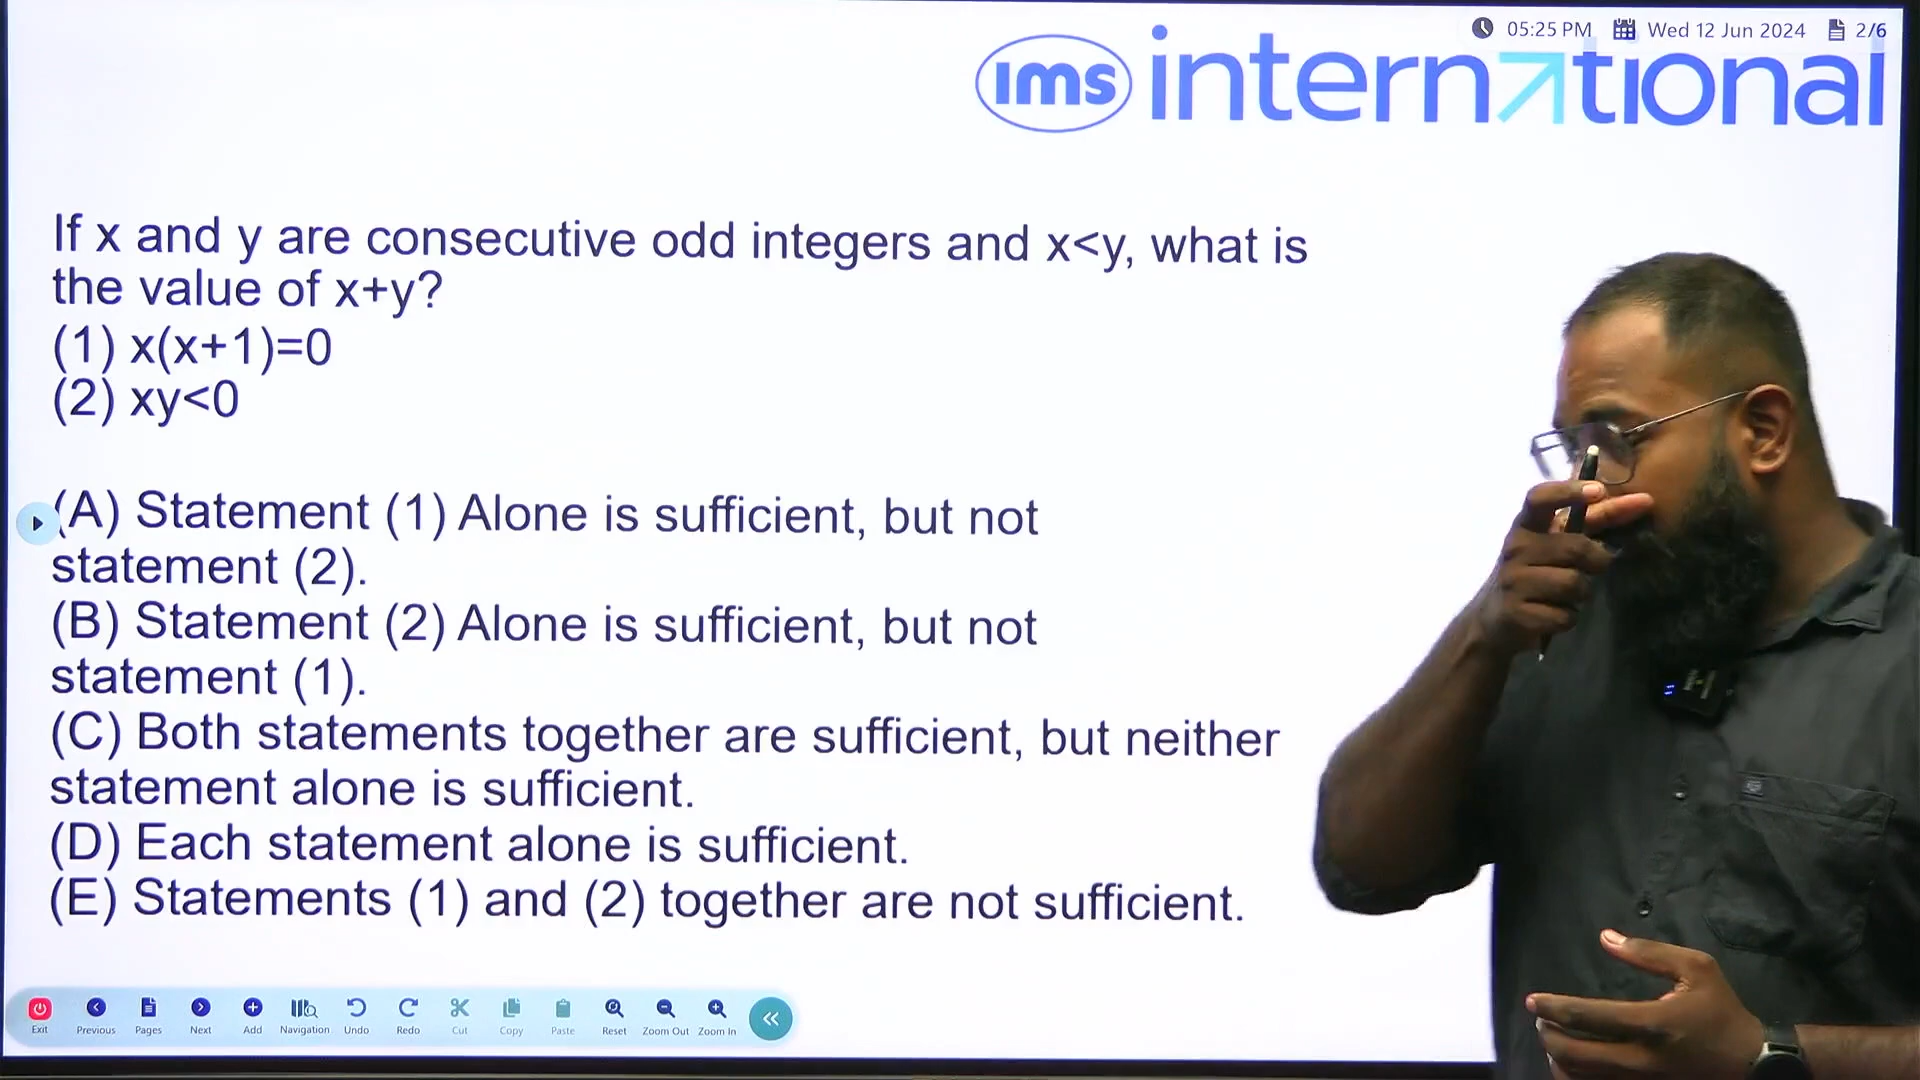 05:25 PM Wed 12 Jun 2024 2/6
ims international
If x and y are consecutive odd integers and x<y, what is
the value of x+y?
(1) x(x+1)=0
(2) xy<0
(A) Statement (1) Alone is sufficient, but not
statement (2).
(B) Statement (2) Alone is sufficient, but not
statement (1).
(C) Both statements together are sufficient, but neither
statement alone is sufficient.
(D) Each statement alone is sufficient.
(E) Statements (1) and (2) together are not sufficient.
Exit Previous Pages Next Add Navigation Undo Redo Cut Copy Paste Reset Zoom Out Zoom In